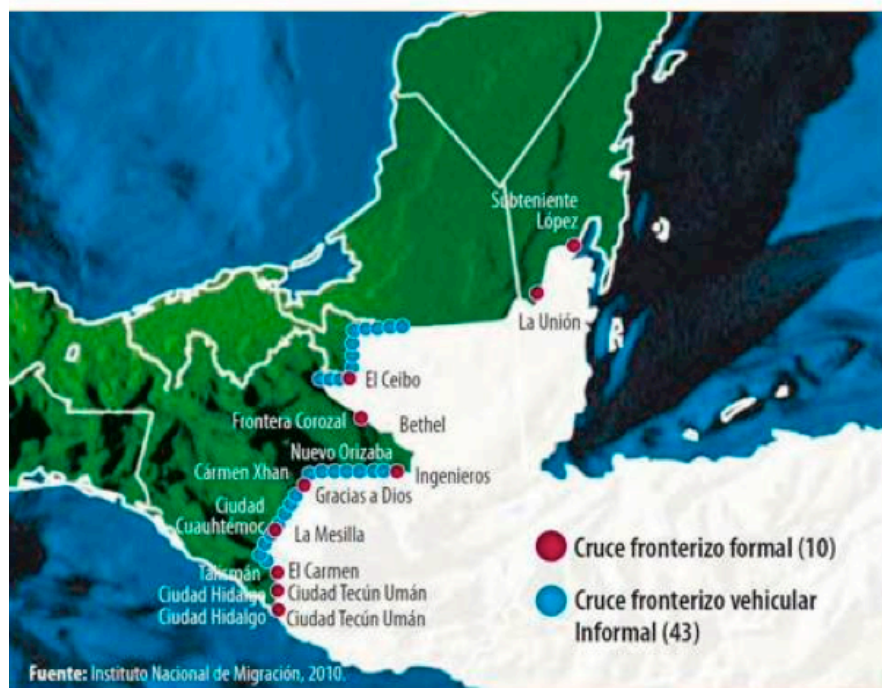 Subteniente
López
La Unión
El Ceibo
Frontera Corozal
Bethel
Nuevo Orizaba
Cármen Xhan
Ingenieros
Gracias a Dios
Ciudad
Cuauhtémoc
La Mesilla
Talismán
El Carmen
Ciudad Hidalgo
Ciudad Tecún Umán
Ciudad Hidalgo
Ciudad Tecún Umán
Cruce fronterizo formal (10)
Cruce fronterizo vehicular
Informal (43)
Fuente: Instituto Nacional de Migración, 2010.